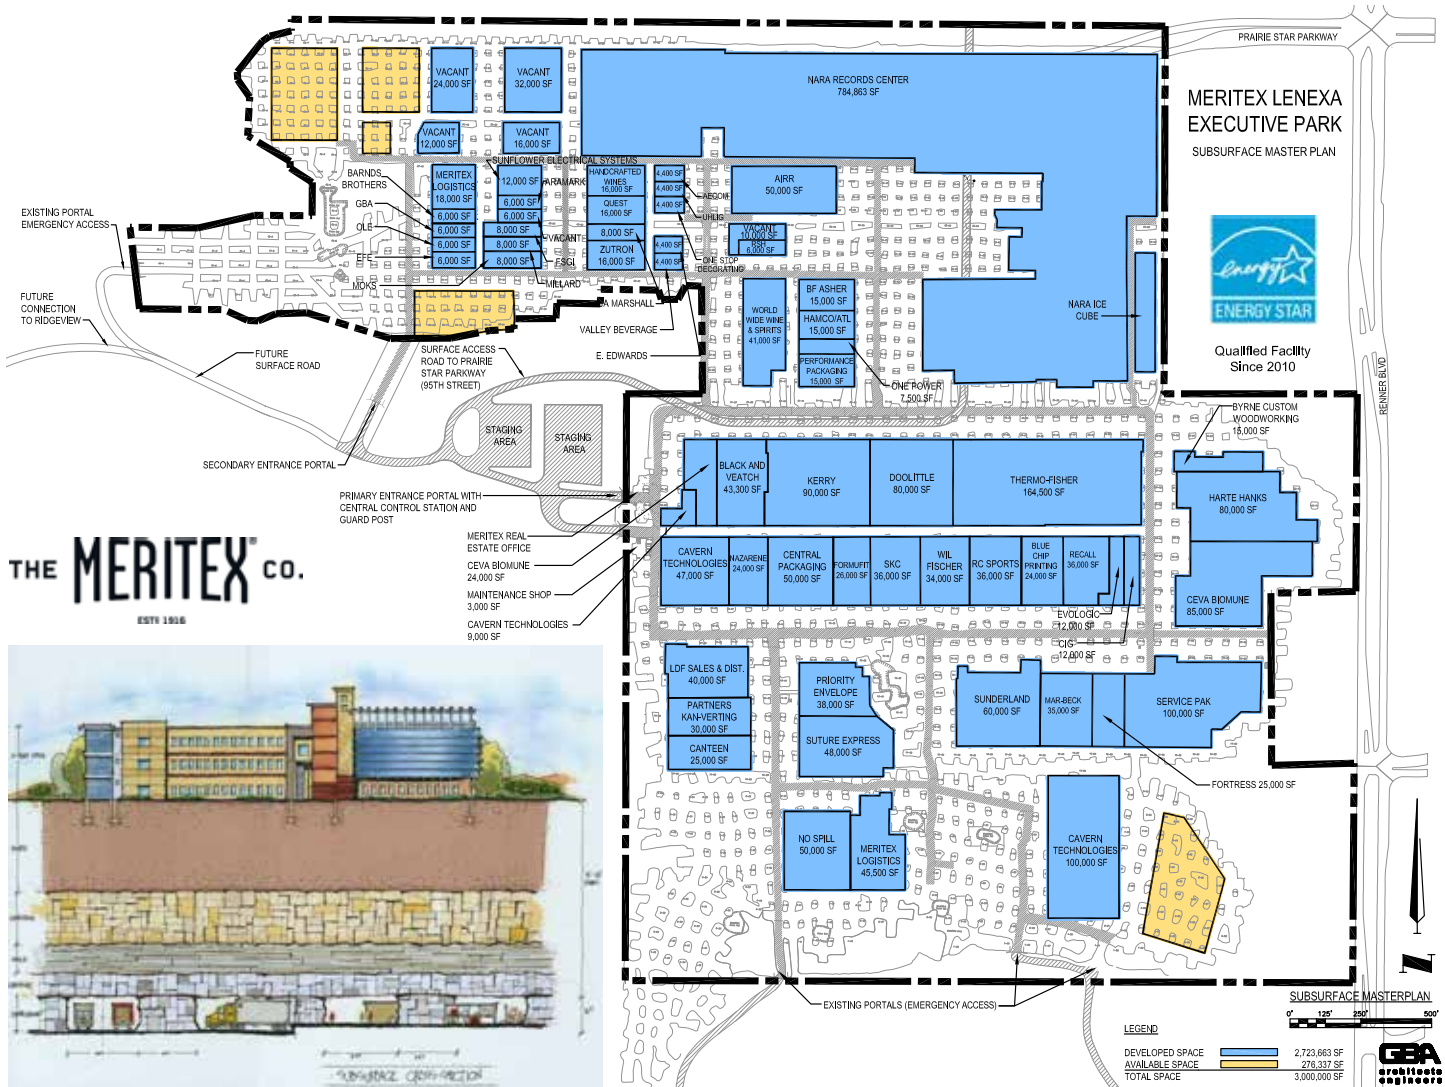 PRAIRIE STAR PARKWAY
MERITEX LENEXA
EXECUTIVE PARK
SUBSURFACE MASTER PLAN
energy
ENERGY STAR
Qualified Facility
Since 2010
RENNER BLVD
VACANT
24,000 SF
VACANT
32,000 SF
NARA RECORDS CENTER
784,863 SF
VACANT
12,000 SF
VACANT
16,000 SF
SUNFLOWER ELECTRICAL SYSTEMS
BARNDS
BROTHERS
GBA
OLE
EFE
MOKS
MERITEX
LOGISTICS
18,000 SF
6,000 SF
6,000 SF
6,000 SF
6,000 SF
12,000 SF
ARAMARK
6,000 SF
6,000 SF
8,000 SF
VACANT
8,000 SF
FSGI
8,000 SF
MILLARD
HANDCRAFTED
WINES
16,000 SF
QUEST
16,000 SF
8,000 SF
ZUTRON
16,000 SF
4,400 SF
4,400 SF
4,400 SF
AECOM
UHLIG
4,400 SF
4,400 SF
ONE STOP
DECORATING
AIRR
50,000 SF
VACANT
10,000 SF
RSH
6,000 SF
EXISTING PORTAL
EMERGENCY ACCESS
FUTURE
CONNECTION
TO RIDGEVIEW
FUTURE
SURFACE ROAD
SURFACE ACCESS
ROAD TO PRAIRIE
STAR PARKWAY
(95TH STREET)
A MARSHALL
VALLEY BEVERAGE
E. EDWARDS
WORLD
WIDE WINE
& SPIRITS
41,000 SF
BF ASHER
15,000 SF
HAMCO/ATL
15,000 SF
PERFORMANCE
PACKAGING
15,000 SF
ONE POWER
7,500 SF
NARA ICE
CUBE
BYRNE CUSTOM
WOODWORKING
15,000 SF
STAGING
AREA
STAGING
AREA
SECONDARY ENTRANCE PORTAL
PRIMARY ENTRANCE PORTAL WITH
CENTRAL CONTROL STATION AND
GUARD POST
MERITEX REAL
ESTATE OFFICE
CEVA BIOMUNE
24,000 SF
MAINTENANCE SHOP
3,000 SF
CAVERN TECHNOLOGIES
9,000 SF
BLACK AND
VEATCH
43,300 SF
KERRY
90,000 SF
DOOLITTLE
80,000 SF
THERMO-FISHER
164,500 SF
HARTE HANKS
80,000 SF
CEVA BIOMUNE
85,000 SF
CAVERN
TECHNOLOGIES
47,000 SF
NAZARENE
24,000 SF
CENTRAL
PACKAGING
50,000 SF
FORMUFIT
26,000 SF
SKC
36,000 SF
WIL
FISCHER
34,000 SF
RC SPORTS
36,000 SF
BLUE
CHIP
PRINTING
24,000 SF
RECALL
36,000 SF
EVOLOGIC
12,000 SF
CIG
12,000 SF
THE MERITEX CO.
ESTD 1916
LDF SALES & DIST.
40,000 SF
PARTNERS
KAN-VERTING
30,000 SF
CANTEEN
25,000 SF
PRIORITY
ENVELOPE
38,000 SF
SUTURE EXPRESS
48,000 SF
SUNDERLAND
60,000 SF
MAR-BECK
35,000 SF
SERVICE PAK
100,000 SF
FORTRESS 25,000 SF
NO SPILL
50,000 SF
MERITEX
LOGISTICS
45,500 SF
CAVERN
TECHNOLOGIES
100,000 SF
EXISTING PORTALS (EMERGENCY ACCESS)
SUBSURFACE CROSS-SECTION
N
SUBSURFACE MASTERPLAN
0' 125' 250' 500'
LEGEND
DEVELOPED SPACE 2,723,663 SF
AVAILABLE SPACE 276,337 SF
TOTAL SPACE 3,000,000 SF
GBA
architects
engineers